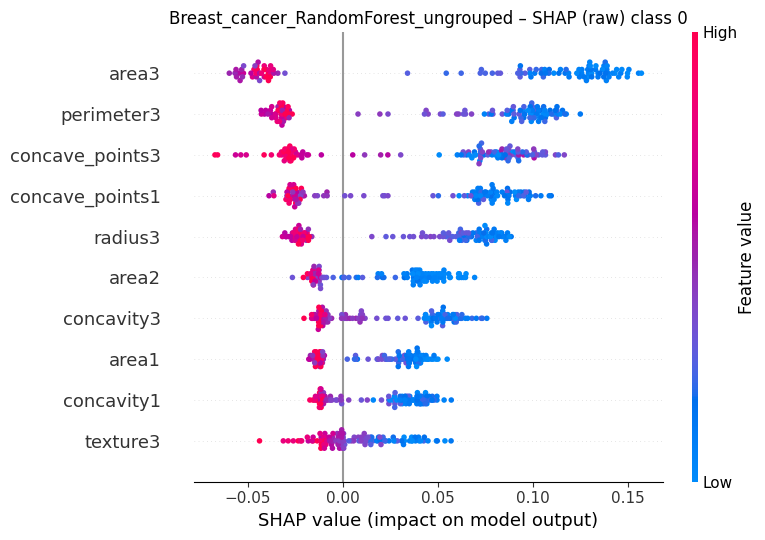 Breast_cancer_RandomForest_ungrouped – SHAP (raw) class 0
High
area3
perimeter3
concave_points3
concave_points1
radius3
area2
concavity3
area1
concavity1
texture3
Feature value
Low
−0.05 0.00 0.05 0.10 0.15
SHAP value (impact on model output)